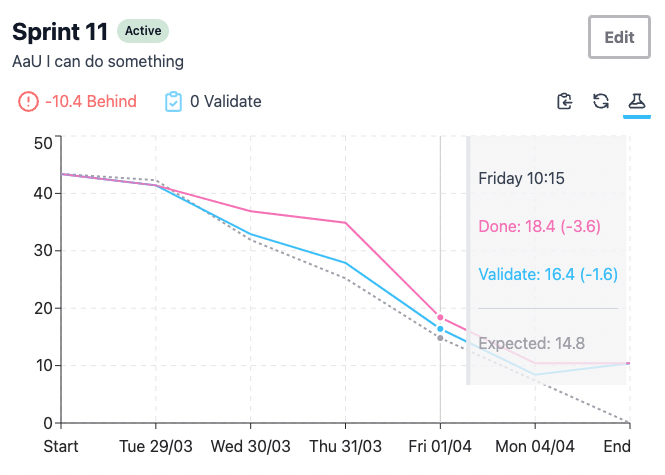 Sprint 11 Active
Edit
AaU I can do something
-10.4 Behind 0 Validate
50
40
30
20
10
0
Friday 10:15
Done: 18.4 (-3.6)
Validate: 16.4 (-1.6)
Expected: 14.8
Start Tue 29/03 Wed 30/03 Thu 31/03 Fri 01/04 Mon 04/04 End